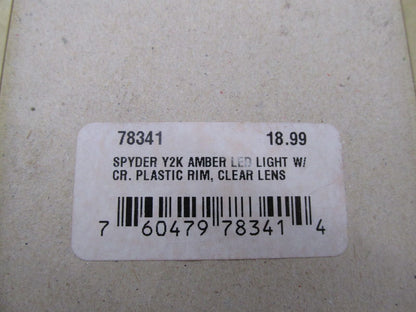 78341 18.99
SPYDER Y2K AMBER LED LIGHT W/
CR. PLASTIC RIM, CLEAR LENS
7 60479 78341 4